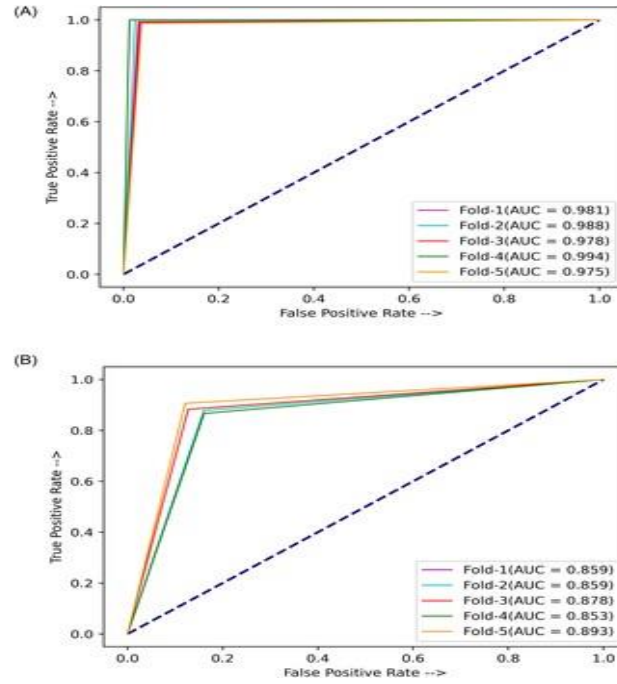 (A)
1.0
0.8
0.6
0.4
0.2
0.0
True Positive Rate -->
Fold-1(AUC = 0.981)
Fold-2(AUC = 0.988)
Fold-3(AUC = 0.978)
Fold-4(AUC = 0.994)
Fold-5(AUC = 0.975)
0.0 0.2 0.4 0.6 0.8 1.0
False Positive Rate -->
(B)
1.0
0.8
0.6
0.4
0.2
0.0
True Positive Rate -->
Fold-1(AUC = 0.859)
Fold-2(AUC = 0.859)
Fold-3(AUC = 0.878)
Fold-4(AUC = 0.853)
Fold-5(AUC = 0.893)
0.0 0.2 0.4 0.6 0.8 1.0
False Positive Rate -->